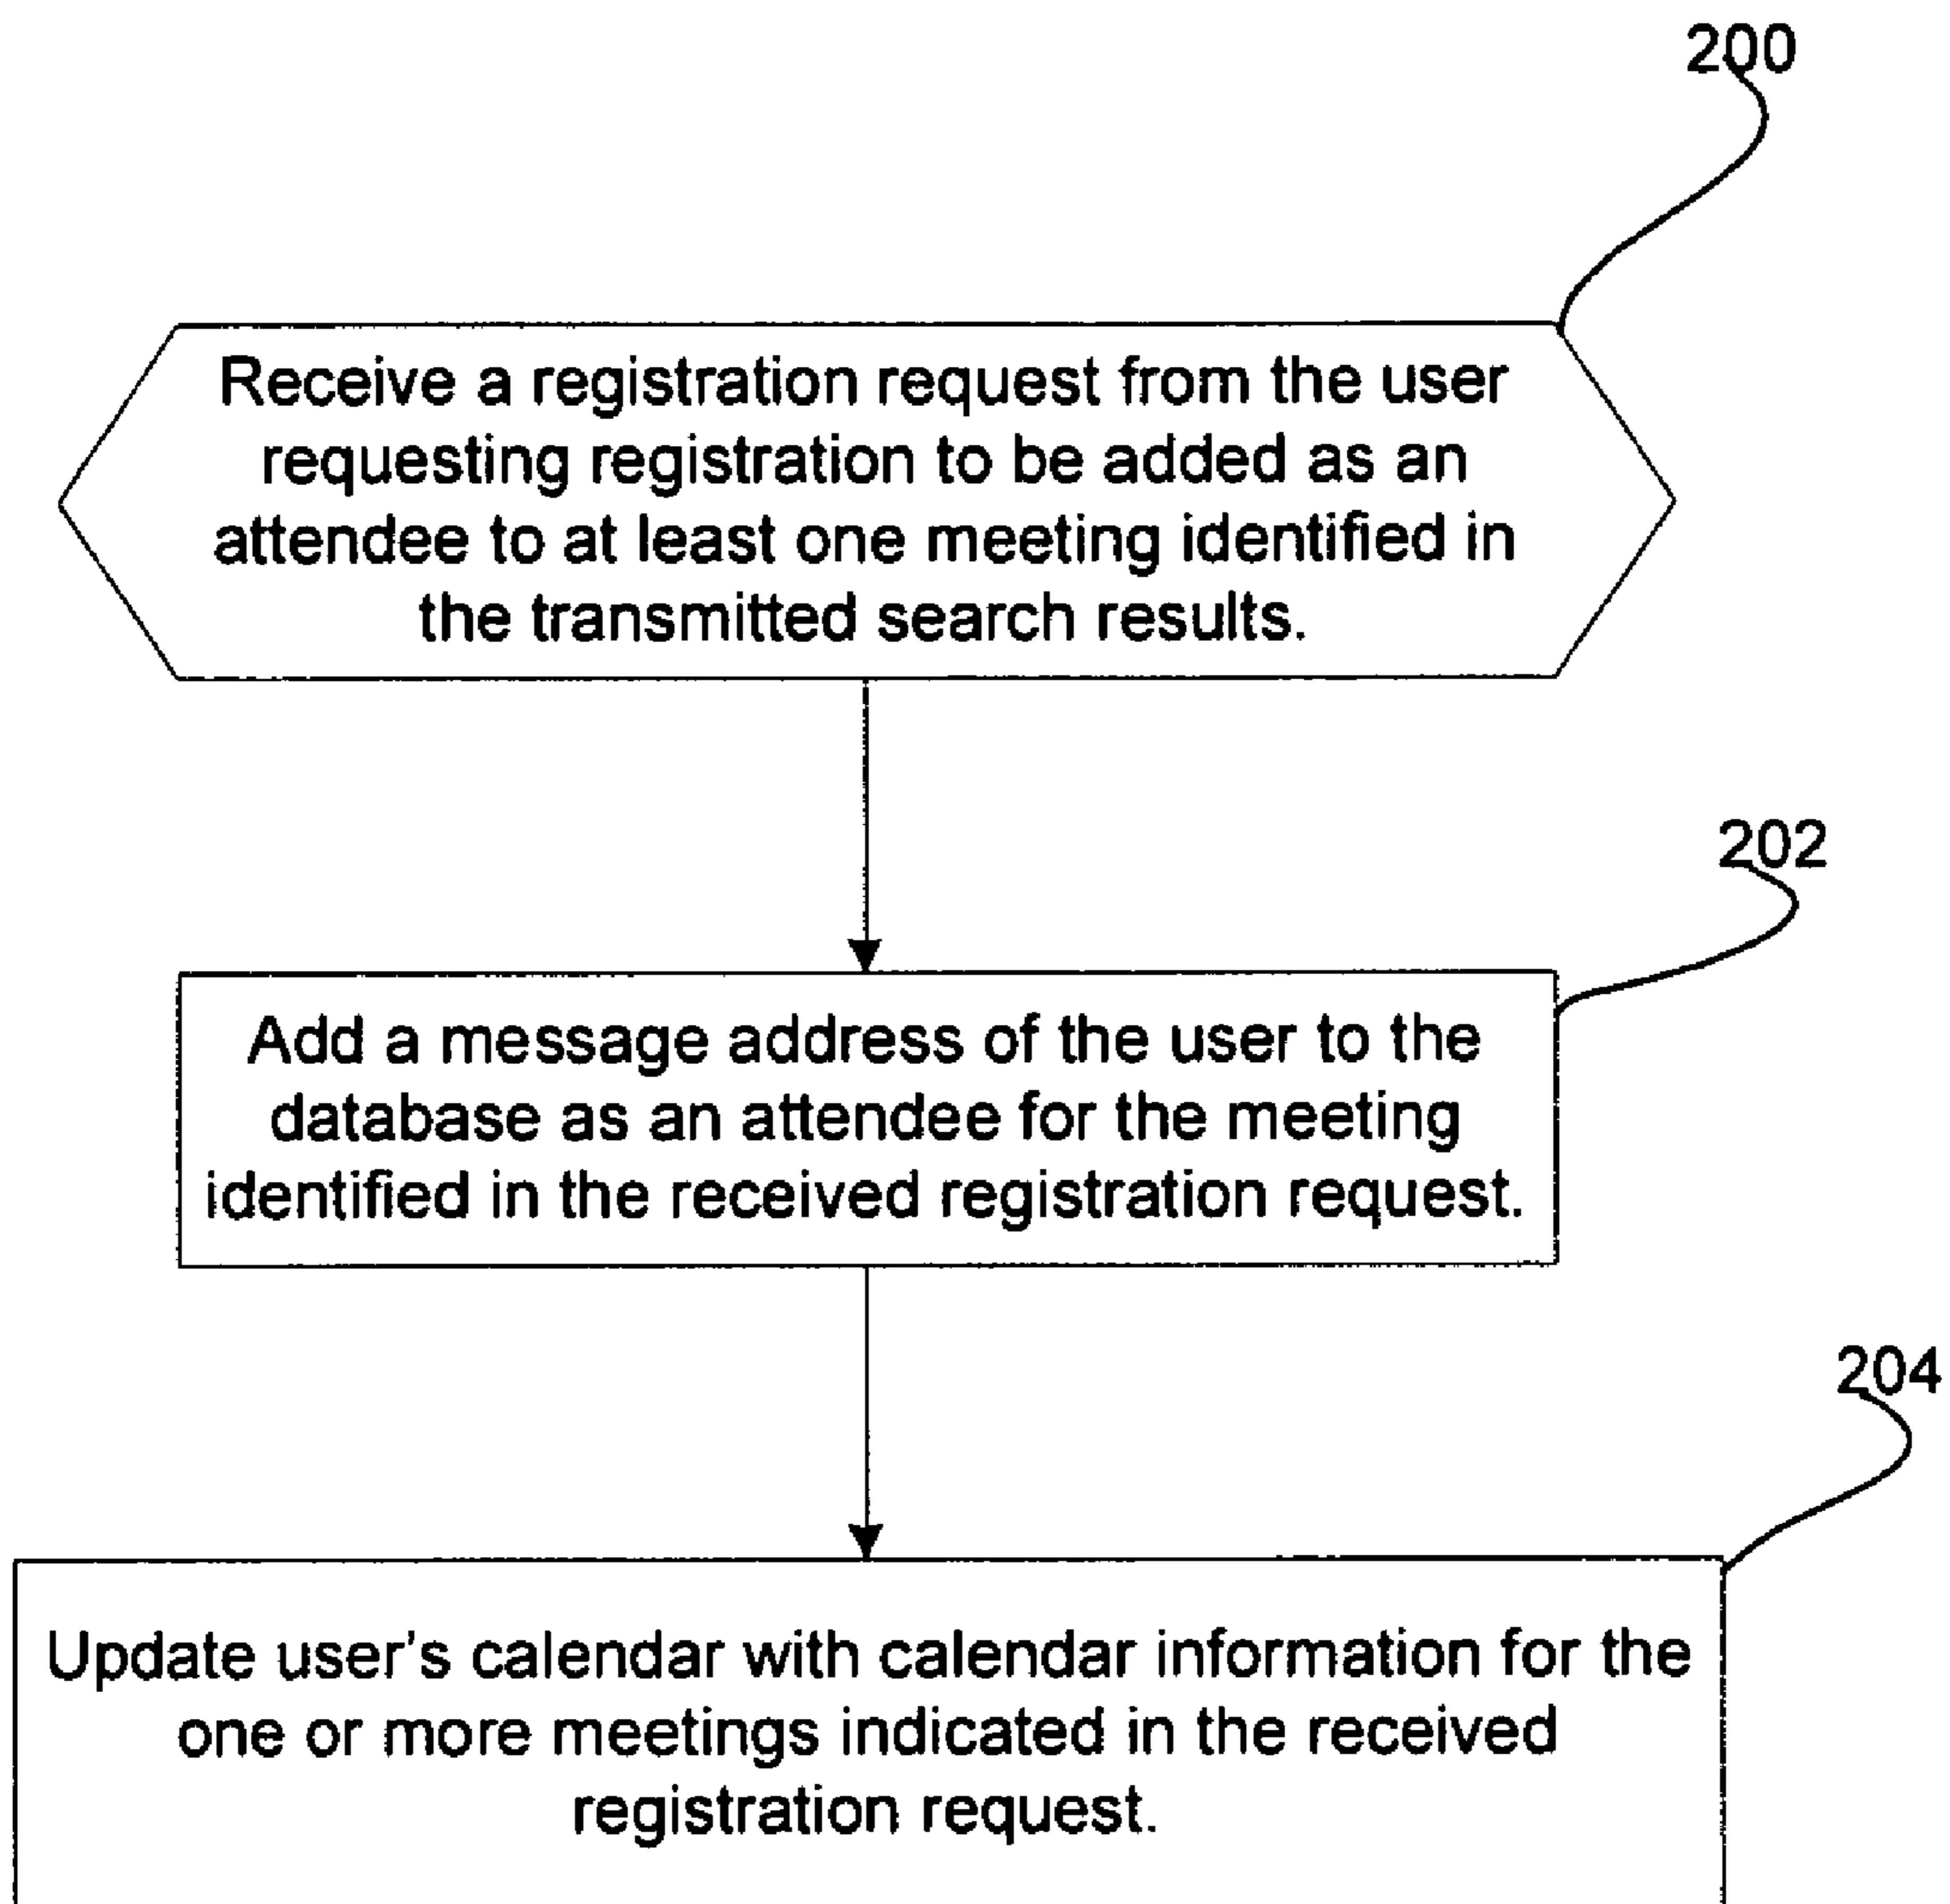 200
Receive a registration request from the user
requesting registration to be added as an
attendee to at least one meeting identified in
the transmitted search results.
202
Add a message address of the user to the
database as an attendee for the meeting
identified in the received registration request.
204
Update user's calendar with calendar information for the
one or more meetings indicated in the received
registration request.